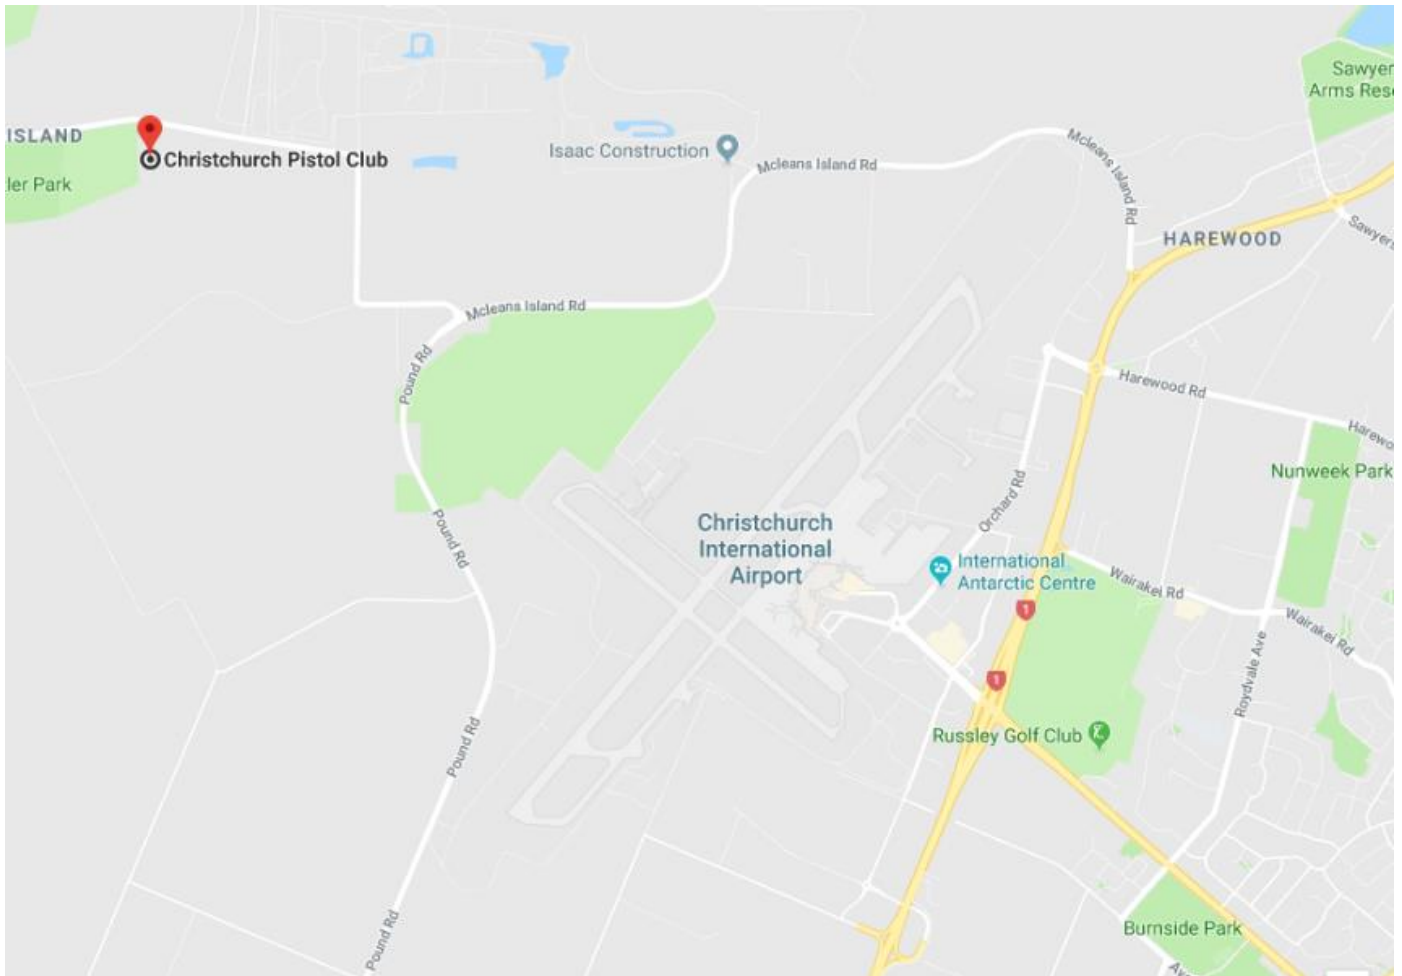 Sawyer
Arms Res
ISLAND
Christchurch Pistol Club
ler Park
Isaac Construction
Mcleans Island Rd
Mcleans Island Rd
HAREWOOD
Sawyers
Mcleans Island Rd
Pound Rd
Harewood Rd
Harewo
Nunweek Park
Orchard Rd
Pound Rd
Christchurch
International
Airport
International
Antarctic Centre
Wairakei Rd
1
Wairakei Rd
Roydvale Ave
1
Russley Golf Club
Pound Rd
Burnside Park
Pound Rd
Ave